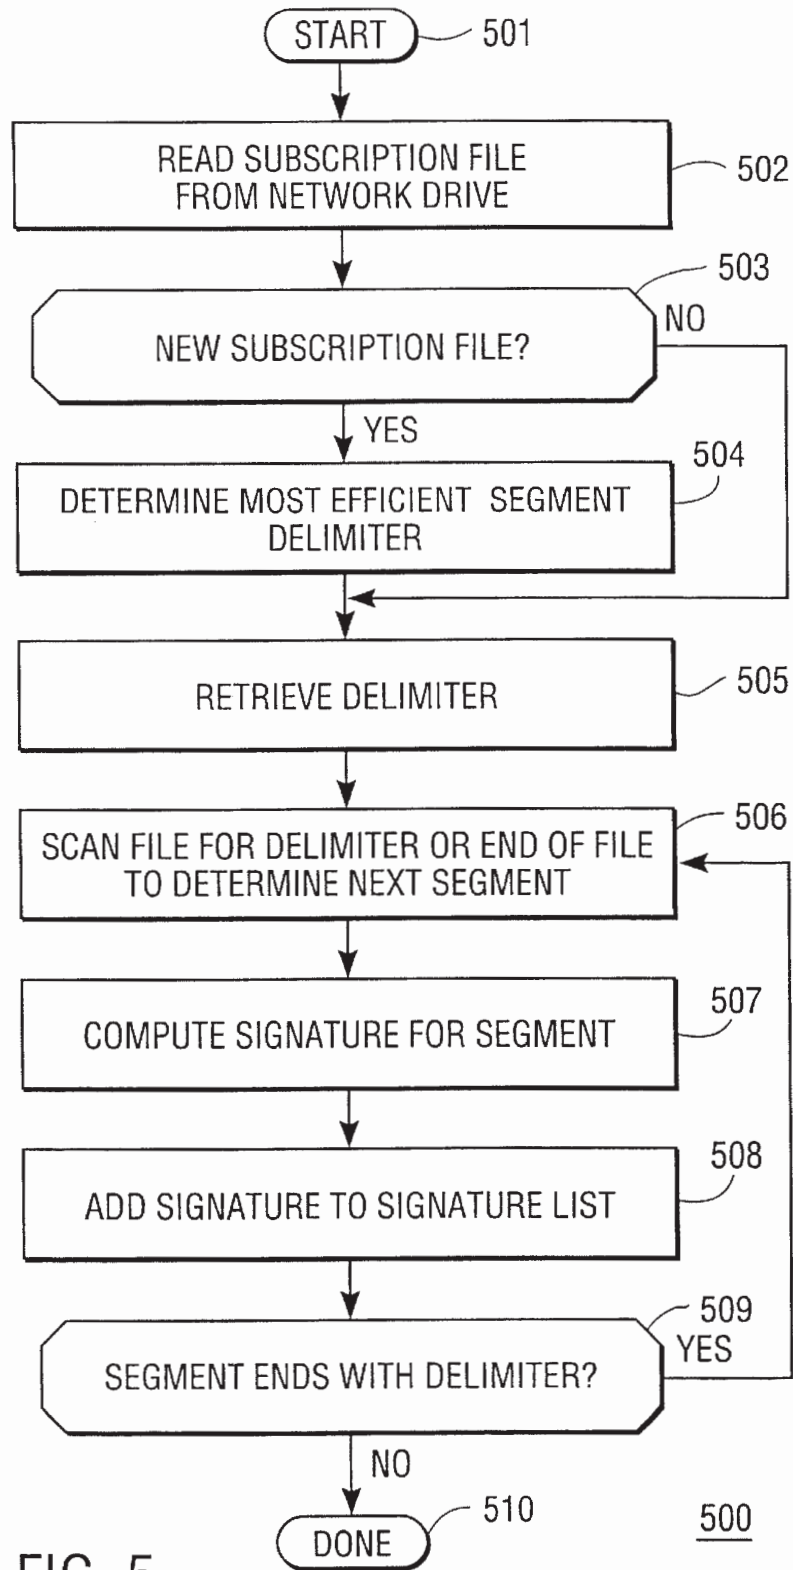 START
501
READ SUBSCRIPTION FILE
FROM NETWORK DRIVE
502
503
NEW SUBSCRIPTION FILE?
NO
YES
504
DETERMINE MOST EFFICIENT SEGMENT
DELIMITER
RETRIEVE DELIMITER
505
506
SCAN FILE FOR DELIMITER OR END OF FILE
TO DETERMINE NEXT SEGMENT
507
COMPUTE SIGNATURE FOR SEGMENT
508
ADD SIGNATURE TO SIGNATURE LIST
509
SEGMENT ENDS WITH DELIMITER?
YES
NO
DONE
510
500
FIG. 5